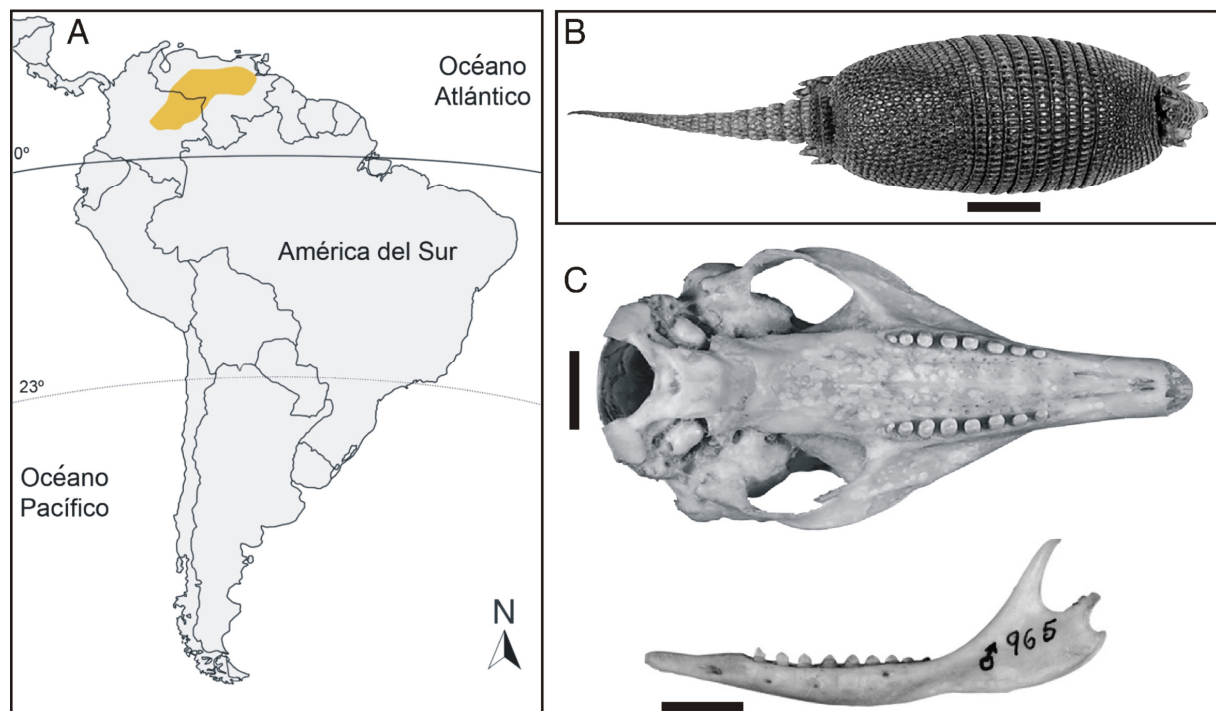 A
Océano
Atlántico
0º
América del Sur
23º
Océano
Pacífico
N
B
C
♂965